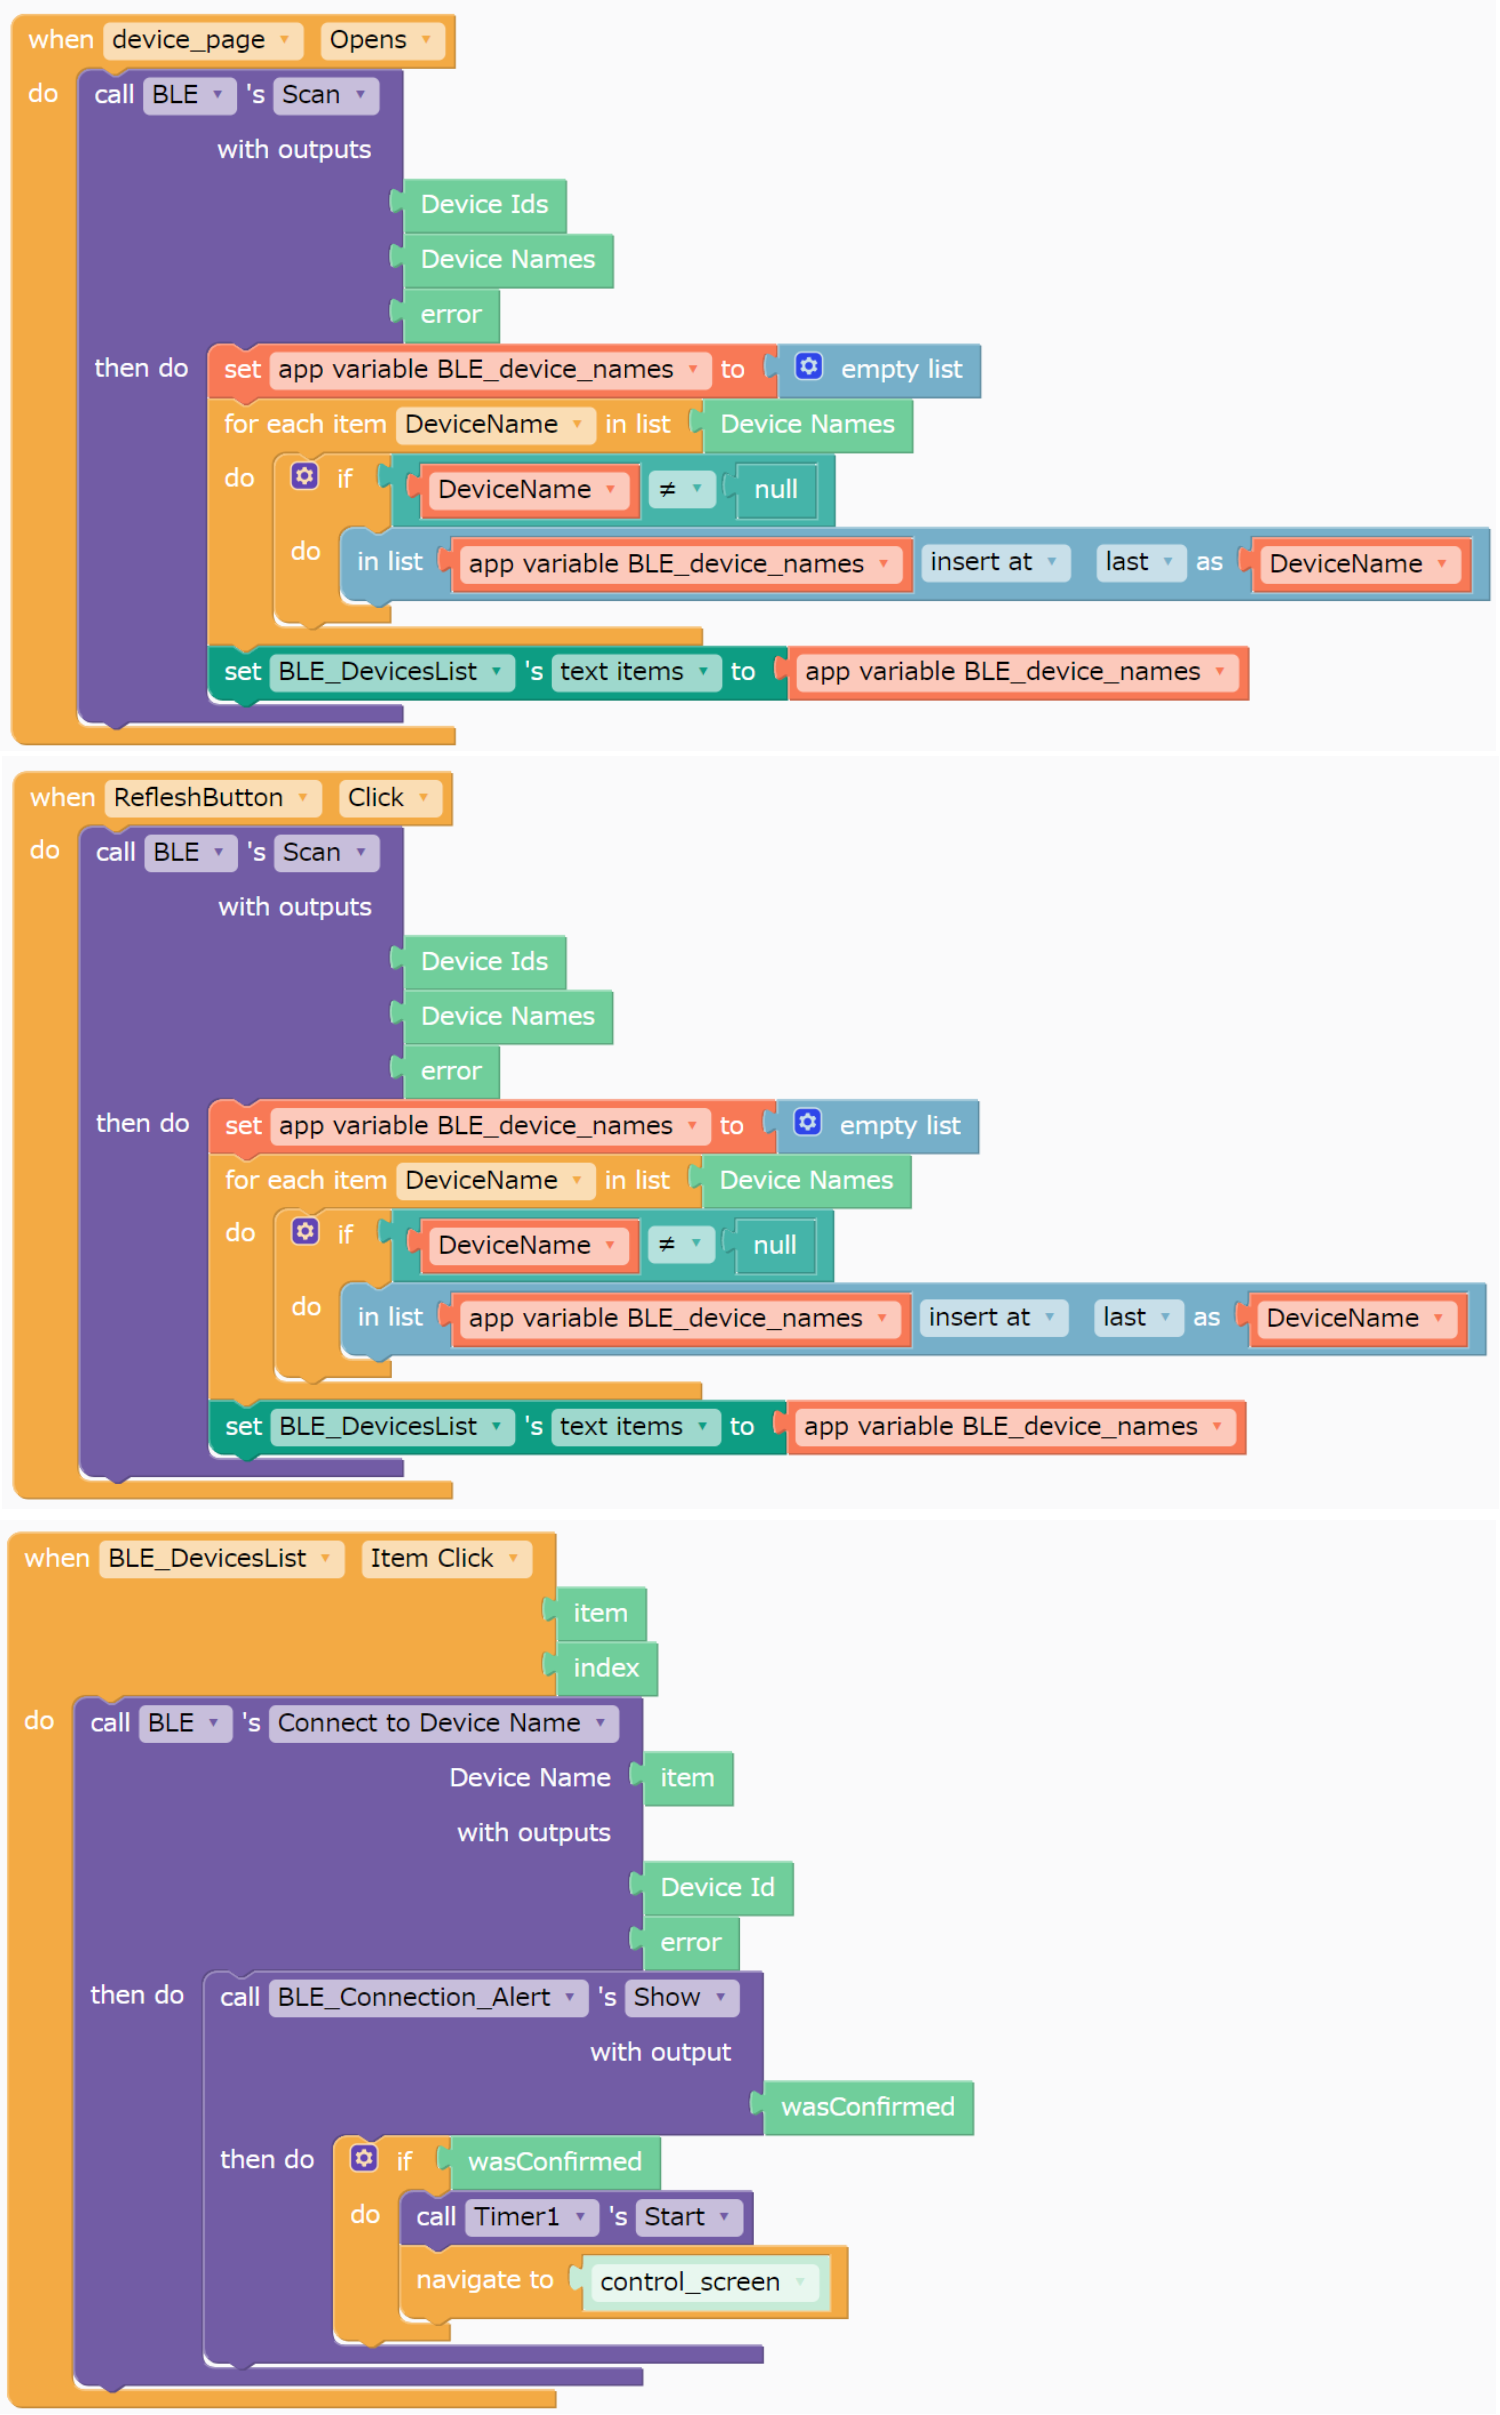 when device_page Opens
do call BLE 's Scan
with outputs
Device Ids
Device Names
error
then do set app variable BLE_device_names to empty list
for each item DeviceName in list Device Names
do if DeviceName ≠ null
do in list app variable BLE_device_names insert at last as DeviceName
set BLE_DevicesList 's text items to app variable BLE_device_names
when RefleshButton Click
do call BLE 's Scan
with outputs
Device Ids
Device Names
error
then do set app variable BLE_device_names to empty list
for each item DeviceName in list Device Names
do if DeviceName ≠ null
do in list app variable BLE_device_names insert at last as DeviceName
set BLE_DevicesList 's text items to app variable BLE_device_names
when BLE_DevicesList Item Click
item
index
do call BLE 's Connect to Device Name
Device Name item
with outputs
Device Id
error
then do call BLE_Connection_Alert 's Show
with output
wasConfirmed
then do if wasConfirmed
do call Timer1 's Start
navigate to control_screen